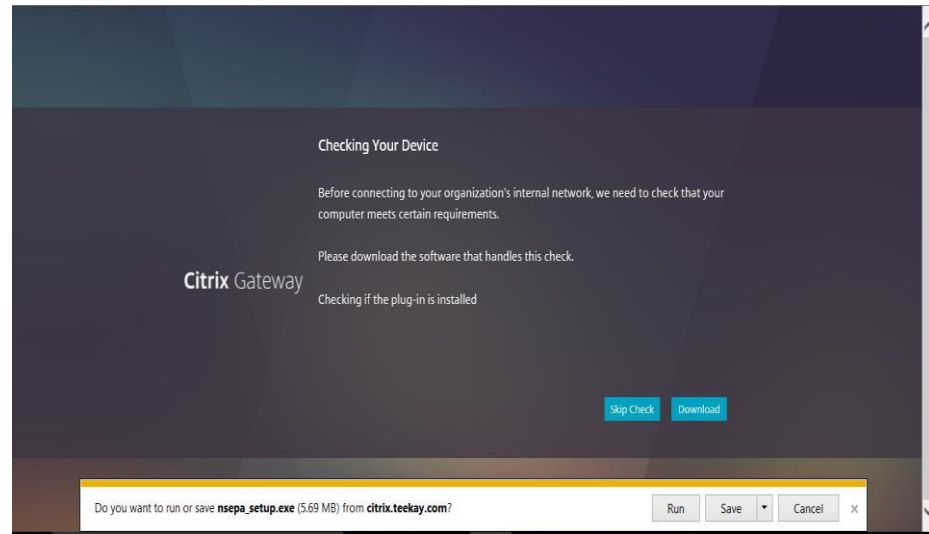 Checking Your Device
Before connecting to your organization's internal network, we need to check that your
computer meets certain requirements.
Please download the software that handles this check.
Citrix Gateway
Checking if the plug-in is installed
Skip Check Download
Do you want to run or save nsepa_setup.exe (5.69 MB) from citrix.teekay.com?
Run Save Cancel x